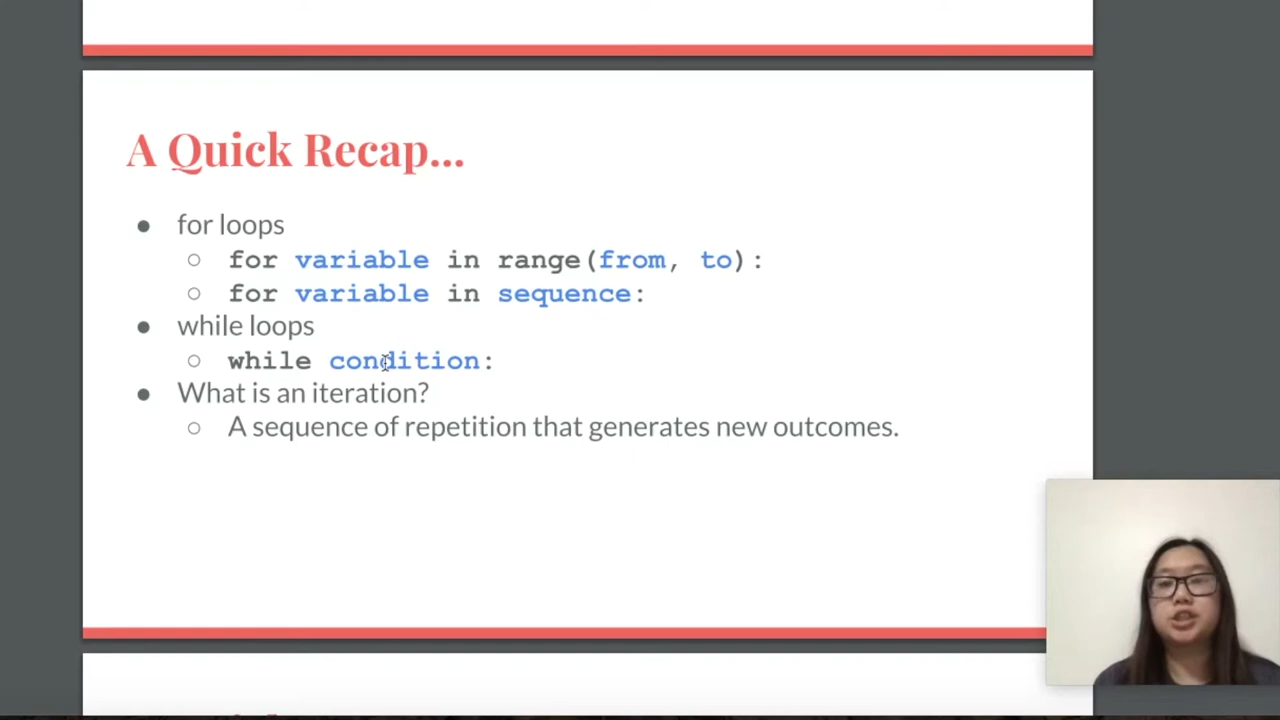 A Quick Recap...
● for loops
○ for variable in range(from, to):
○ for variable in sequence:
● while loops
○ while condition:
● What is an iteration?
○ A sequence of repetition that generates new outcomes.